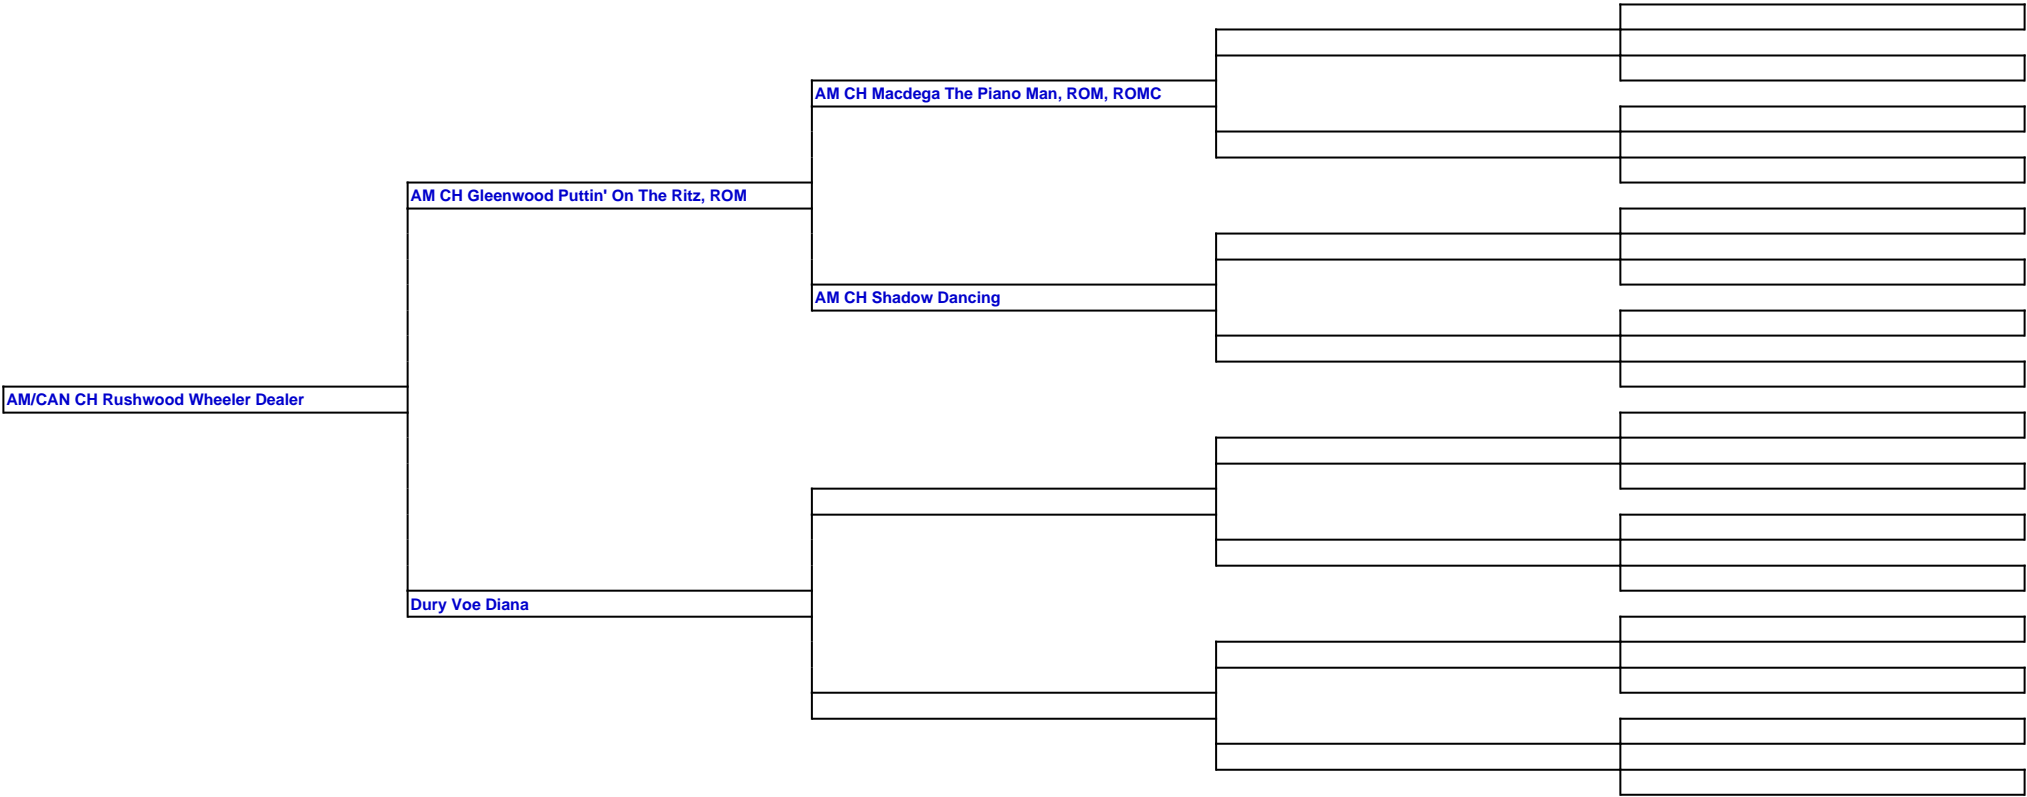 AM CH Macdega The Piano Man, ROM, ROMC
AM CH Gleenwood Puttin' On The Ritz, ROM
AM CH Shadow Dancing
AM/CAN CH Rushwood Wheeler Dealer
Dury Voe Diana